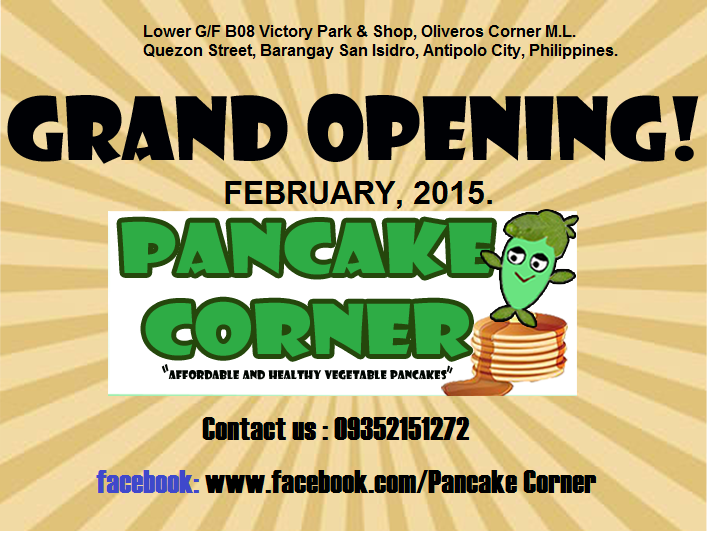 Lower G/F B08 Victory Park & Shop, Oliveros Corner M.L.
Quezon Street, Barangay San Isidro, Antipolo City, Philippines.
GRAND OPENING!
FEBRUARY, 2015.
PANCAKE
CORNER
"AFFORDABLE AND HEALTHY VEGETABLE PANCAKES"
Contact us : 09352151272
facebook: www.facebook.com/Pancake Corner